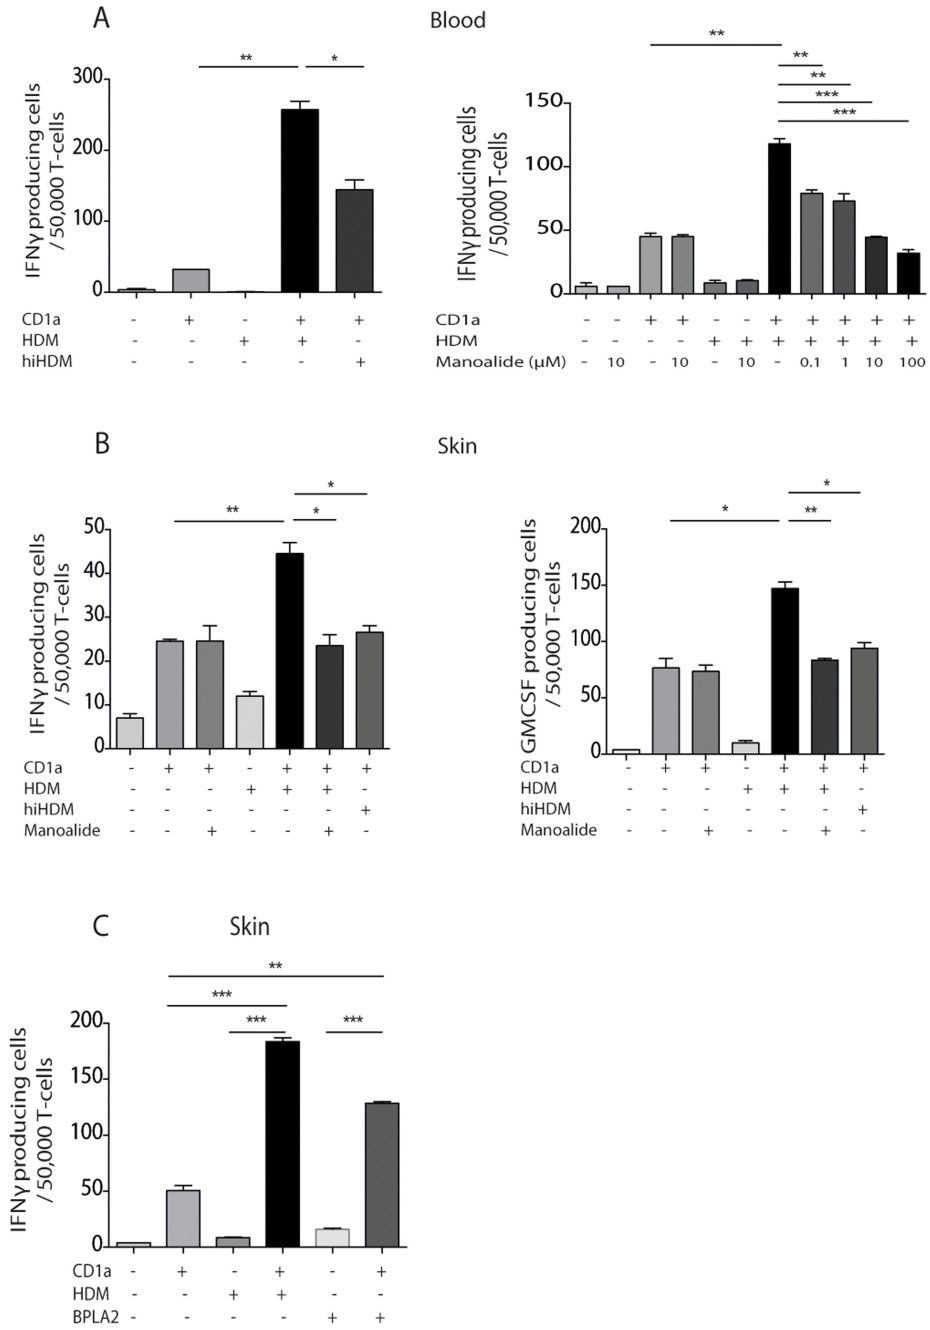 A
Blood
** *
IFNγ producing cells
/ 50,000 T-cells
300
200
100
0
CD1a - + - + +
HDM - - + + -
hiHDM - - - - +
**
**
**
***
***
IFNγ producing cells
/ 50,000 T-cells
150
100
50
0
CD1a - - + + - - + + + + +
HDM - - - - + + + + + + +
Manoalide (μM) - 10 - 10 - 10 - 0.1 1 10 100
B
Skin
*
** *
IFNγ producing cells
/ 50,000 T-cells
50
40
30
20
10
0
CD1a - + + - + + +
HDM - - - + + + -
hiHDM - - - - - - +
Manoalide - - + - - + -
*
* **
GMCSF producing cells
/ 50,000 T-cells
200
150
100
50
0
CD1a - + + - + + +
HDM - - - + + + -
hiHDM - - - - - - +
Manoalide - - + - - + -
C
Skin
**
***
*** ***
IFNγ producing cells
/ 50,000 T-cells
200
150
100
50
0
CD1a - + - + - +
HDM - - + + - -
BPLA2 - - - - + +